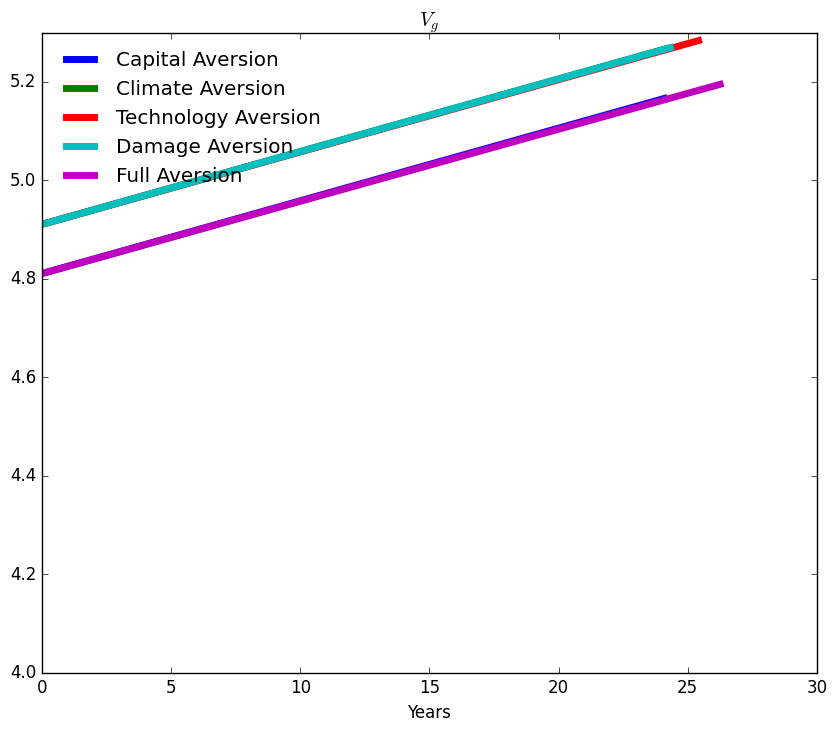 V_g
Capital Aversion
Climate Aversion
Technology Aversion
Damage Aversion
Full Aversion
5.2
5.0
4.8
4.6
4.4
4.2
4.0
0 5 10 15 20 25 30
Years